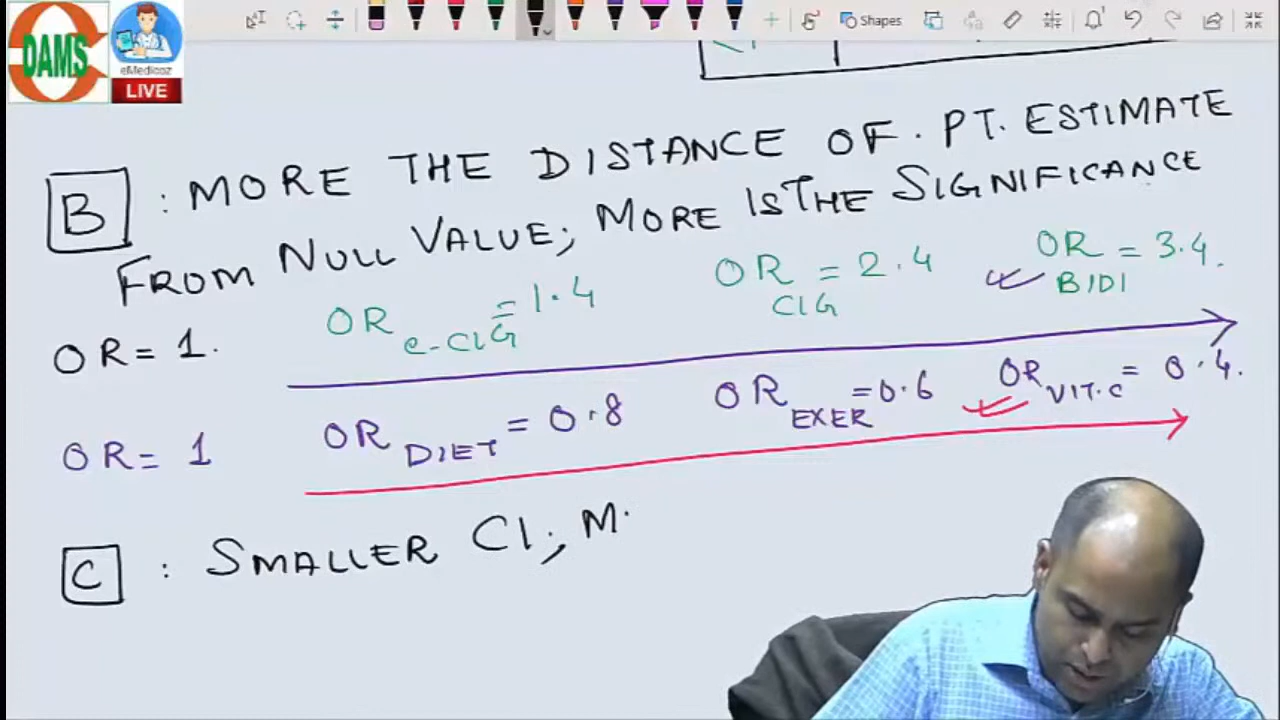 Shapes
DAMS
eMedicoz
LIVE
B : MORE THE DISTANCE OF. PT. ESTIMATE
FROM NULL VALUE; MORE IS THE SIGNIFICANCE
OR = 1. OR e-CIG = 1.4 OR CIG = 2.4 OR BIDI = 3.4.
OR = 1 OR DIET = 0.8 OR EXER = 0.6 OR VIT.C = 0.4.
C : SMALLER CI; M.